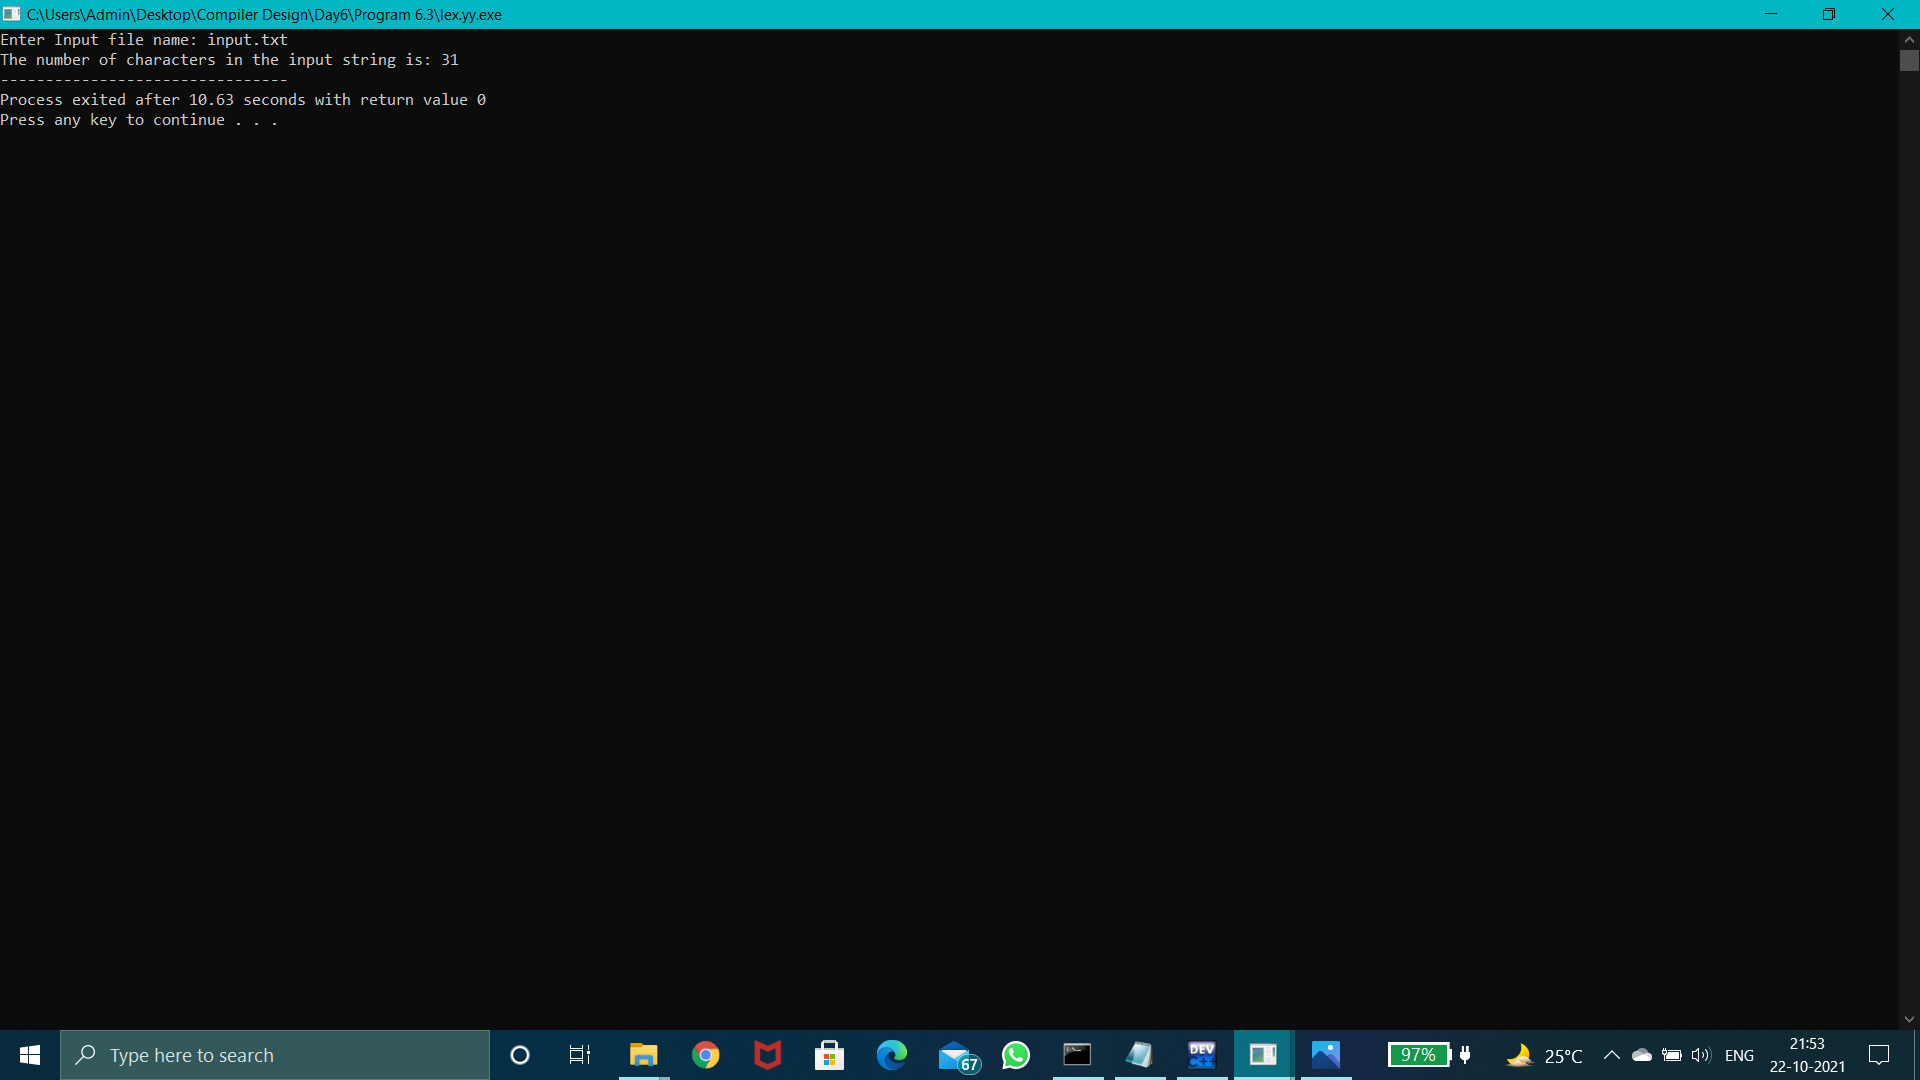 C:\Users\Admin\Desktop\Compiler Design\Day6\Program 6.3\lex.yy.exe
Enter Input file name: input.txt
The number of characters in the input string is: 31
--------------------------------
Process exited after 10.63 seconds with return value 0
Press any key to continue . . .
Type here to search
67
DEV
97%
25°C
ENG
21:53
22-10-2021